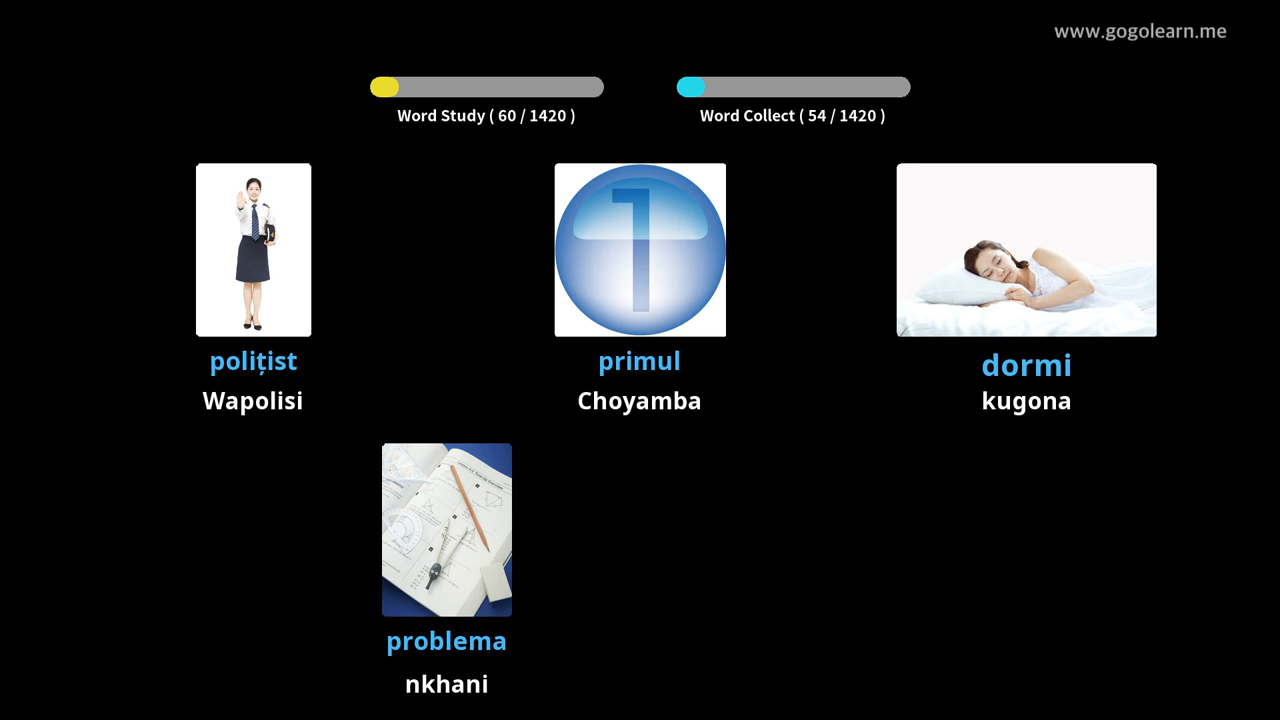 www.gogolearn.me
Word Study ( 60 / 1420 )
Word Collect ( 54 / 1420 )
1
polițist
primul
dormi
Wapolisi
Choyamba
kugona
problema
nkhani